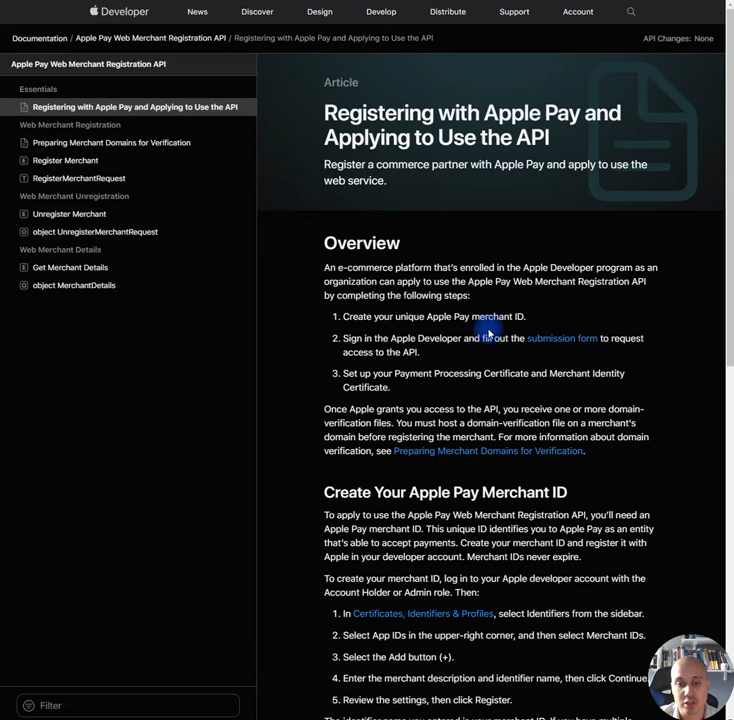 Developer
News
Discover
Design
Develop
Distribute
Support
Account
Documentation / Apple Pay Web Merchant Registration API / Registering with Apple Pay and Applying to Use the API
API Changes: None
Apple Pay Web Merchant Registration API
Essentials
Registering with Apple Pay and Applying to Use the API
Web Merchant Registration
Preparing Merchant Domains for Verification
E Register Merchant
T RegisterMerchantRequest
Web Merchant Unregistration
E Unregister Merchant
O object UnregisterMerchantRequest
Web Merchant Details
E Get Merchant Details
O object MerchantDetails
Filter
Article
Registering with Apple Pay and
Applying to Use the API
Register a commerce partner with Apple Pay and apply to use the
web service.
Overview
An e-commerce platform that's enrolled in the Apple Developer program as an
organization can apply to use the Apple Pay Web Merchant Registration API
by completing the following steps:
1. Create your unique Apple Pay merchant ID.
2. Sign in the Apple Developer and fill out the submission form to request
access to the API.
3. Set up your Payment Processing Certificate and Merchant Identity
Certificate.
Once Apple grants you access to the API, you receive one or more domain-
verification files. You must host a domain-verification file on a merchant's
domain before registering the merchant. For more information about domain
verification, see Preparing Merchant Domains for Verification.
Create Your Apple Pay Merchant ID
To apply to use the Apple Pay Web Merchant Registration API, you'll need an
Apple Pay merchant ID. This unique ID identifies you to Apple Pay as an entity
that's able to accept payments. Create your merchant ID and register it with
Apple in your developer account. Merchant IDs never expire.
To create your merchant ID, log in to your Apple developer account with the
Account Holder or Admin role. Then:
1. In Certificates, Identifiers & Profiles, select Identifiers from the sidebar.
2. Select App IDs in the upper-right corner, and then select Merchant IDs.
3. Select the Add button (+).
4. Enter the merchant description and identifier name, then click Continue.
5. Review the settings, then click Register.
The identifier name you entered is your merchant ID. If you have multiple